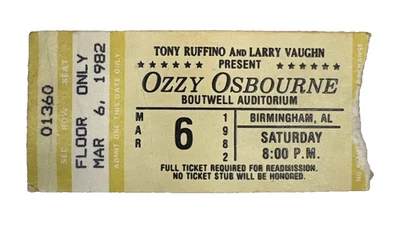 TONY RUFFINO AND LARRY VAUGHN
PRESENT
OZZY OSBOURNE
BOUTWELL AUDITORIUM
MAR
6
1982
BIRMINGHAM, AL
SATURDAY
8:00 P.M.
FULL TICKET REQUIRED FOR READMISSION.
NO TICKET STUB WILL BE HONORED.
01360
SEC ROW SEAT
FLOOR ONLY
MAR 6, 1982
ADMIT ONE THIS DATE ONLY